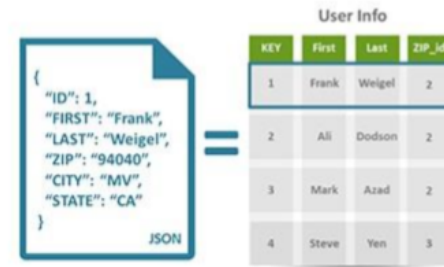 {
"ID": 1,
"FIRST": “Frank”,
"LAST": “Weigel”,
"ZIP": “94040”,
"CITY": “MV”,
"STATE": “CA”
}
JSON
=
User Info
KEY First Last ZIP_id
1 Frank Weigel 2
2 Ali Dodson 2
3 Mark Azad 2
4 Steve Yen 3